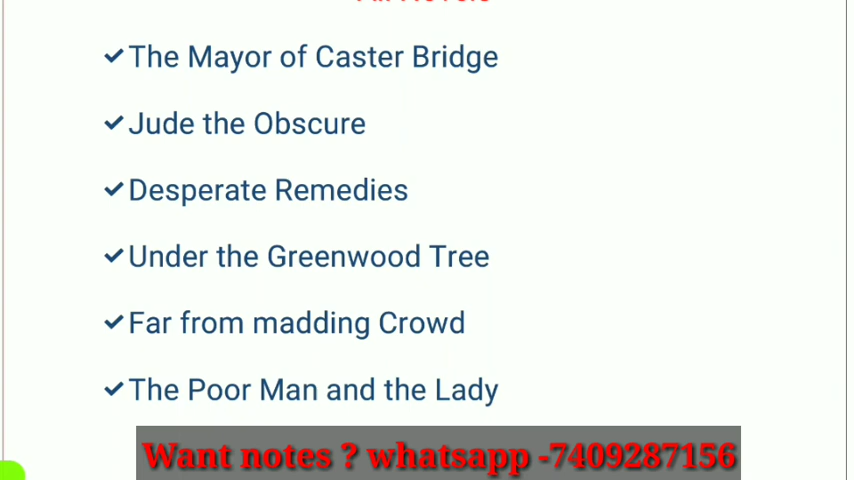 The Mayor of Caster Bridge
Jude the Obscure
Desperate Remedies
Under the Greenwood Tree
Far from madding Crowd
The Poor Man and the Lady
Want notes ? whatsapp -7409287156